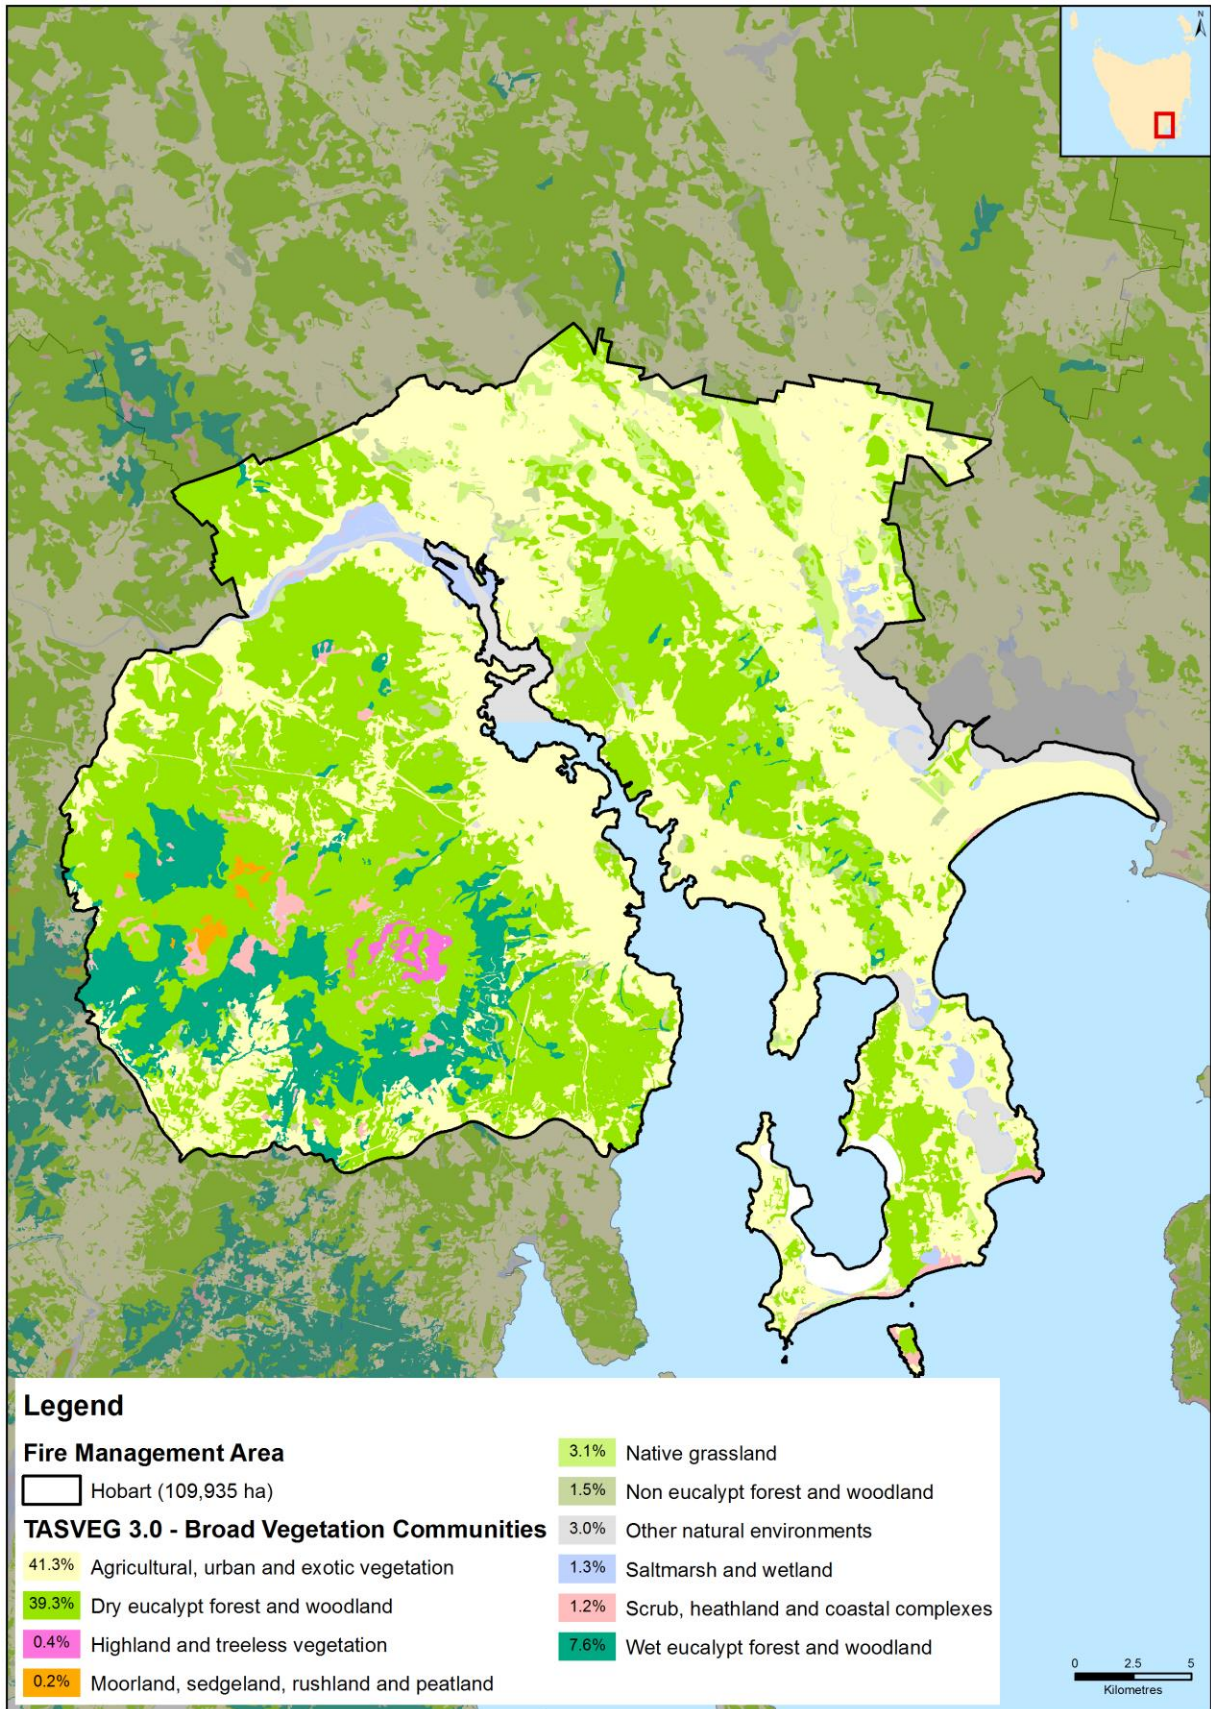 N
Legend
Fire Management Area
Hobart (109,935 ha)
TASVEG 3.0 - Broad Vegetation Communities
41.3% Agricultural, urban and exotic vegetation
39.3% Dry eucalypt forest and woodland
0.4% Highland and treeless vegetation
0.2% Moorland, sedgeland, rushland and peatland
3.1% Native grassland
1.5% Non eucalypt forest and woodland
3.0% Other natural environments
1.3% Saltmarsh and wetland
1.2% Scrub, heathland and coastal complexes
7.6% Wet eucalypt forest and woodland
0 2.5 5
Kilometres